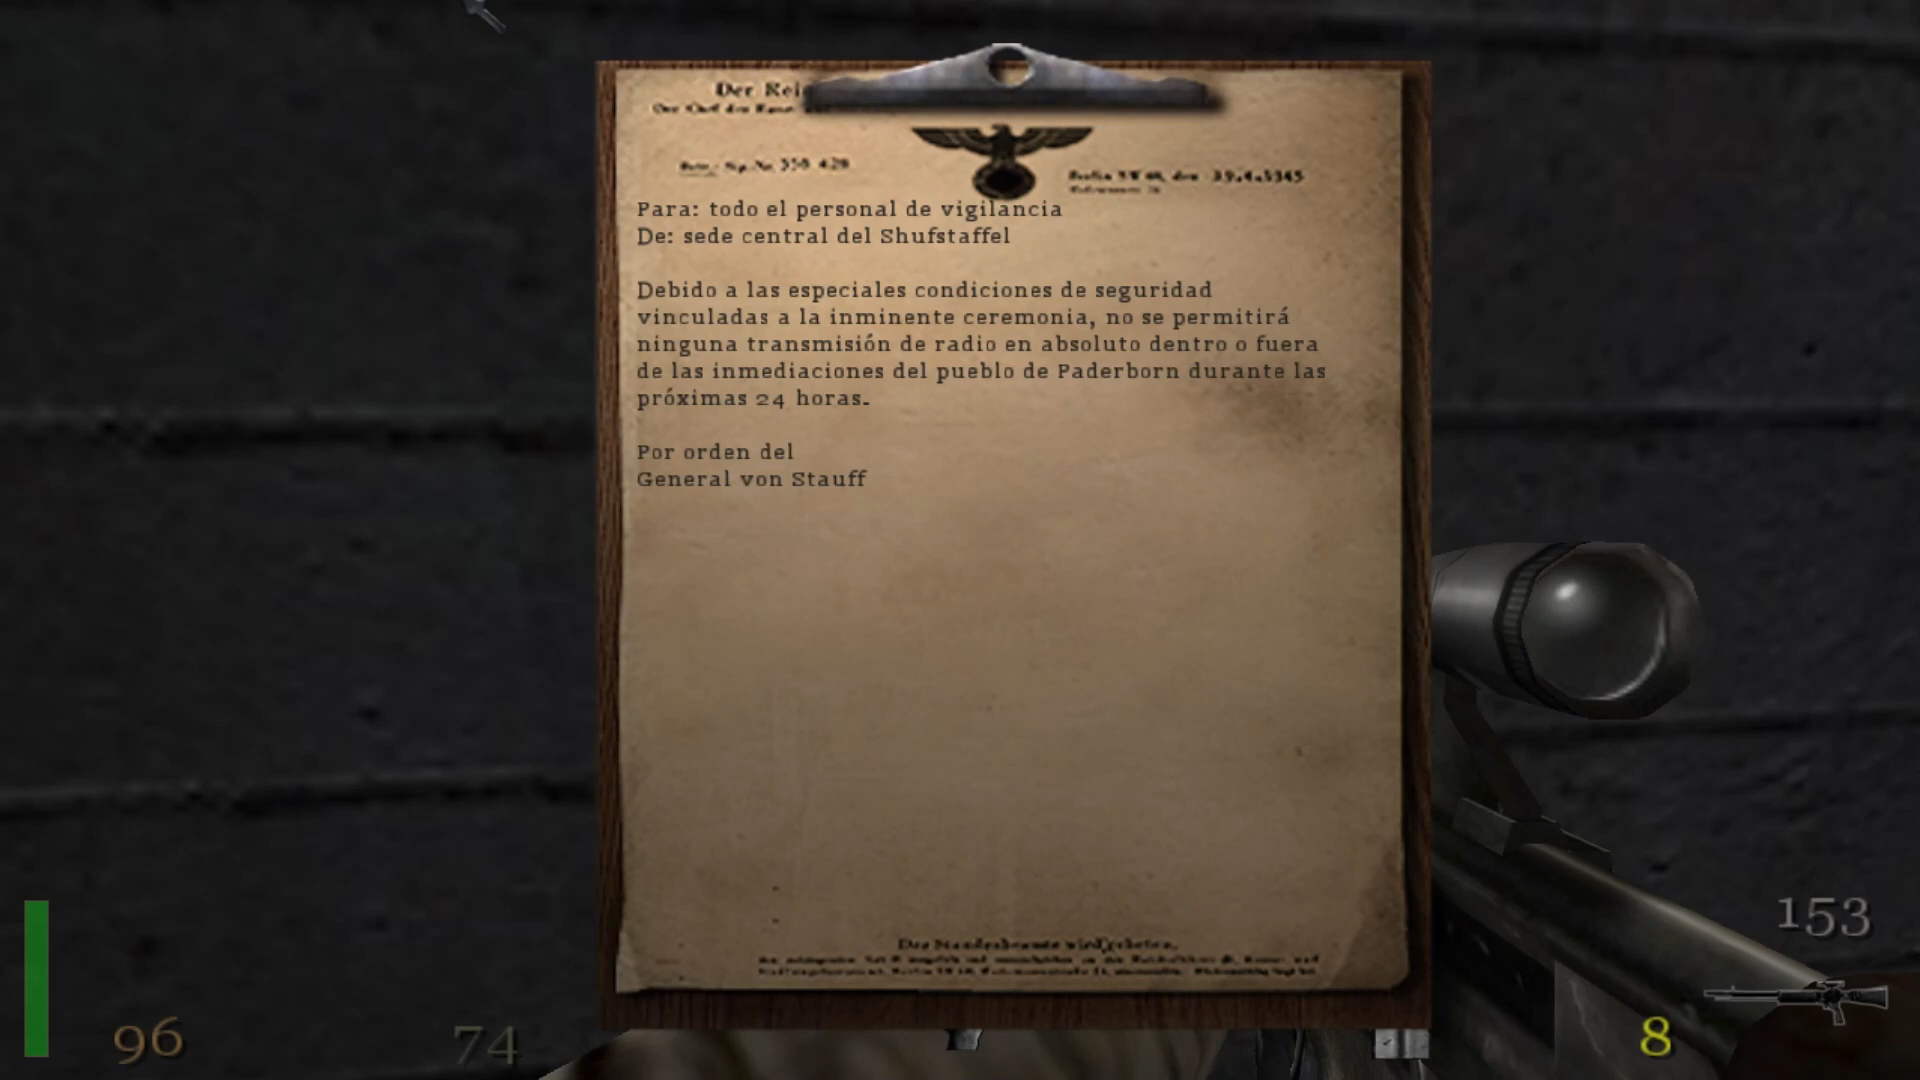 Der
Para: todo el personal de vigilancia
De: sede central del Shufstaffel
Debido a las especiales condiciones de seguridad
vinculadas a la inminente ceremonia, no se permitirá
ninguna transmisión de radio en absoluto dentro o fuera
de las inmediaciones del pueblo de Paderborn durante las
próximas 24 horas.
Por orden del
General von Stauff
153
96
74
8